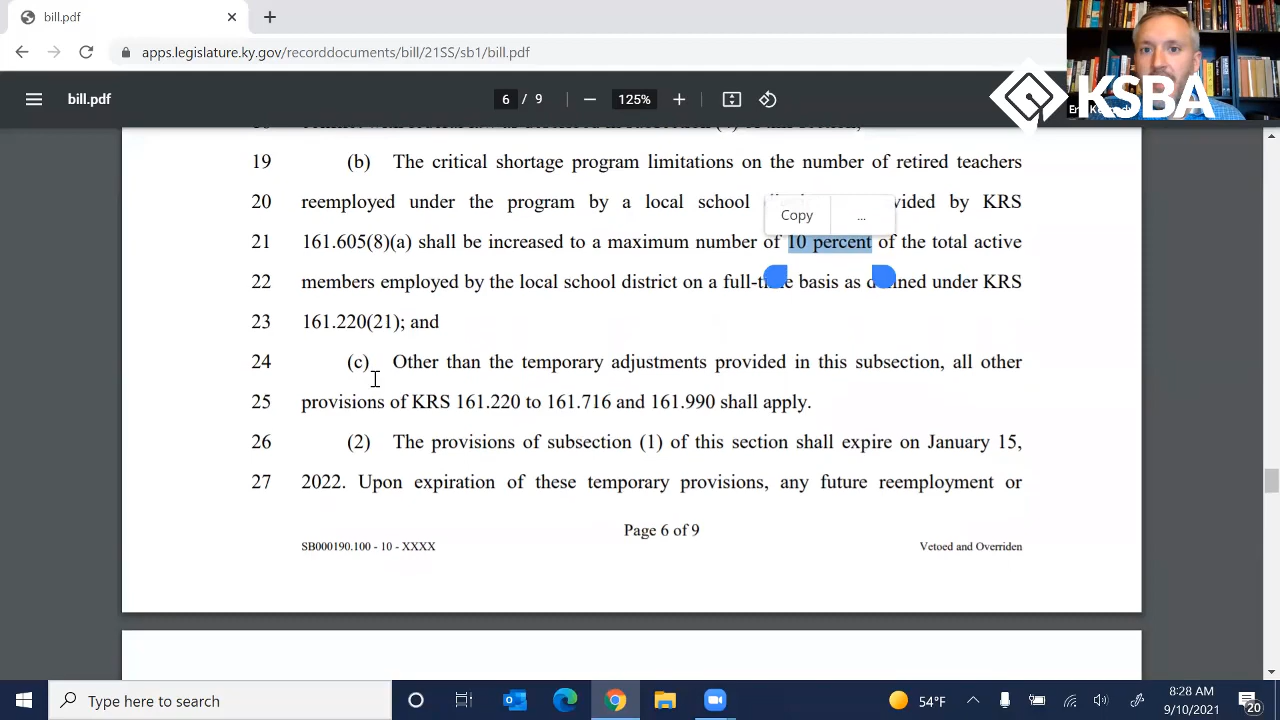 bill.pdf
apps.legislature.ky.gov/recorddocuments/bill/21SS/sb1/bill.pdf
bill.pdf
6 / 9
125%
KSBA
19 (b) The critical shortage program limitations on the number of retired teachers
20 reemployed under the program by a local school by KRS
Copy ...
21 161.605(8)(a) shall be increased to a maximum number of 10 percent of the total active
22 members employed by the local school district on a full-time basis as defined under KRS
23 161.220(21); and
24 (c) Other than the temporary adjustments provided in this subsection, all other
25 provisions of KRS 161.220 to 161.716 and 161.990 shall apply.
26 (2) The provisions of subsection (1) of this section shall expire on January 15,
27 2022. Upon expiration of these temporary provisions, any future reemployment or
Page 6 of 9
SB000190.100 - 10 - XXXX
Vetoed and Overriden
Type here to search
54°F
8:28 AM
9/10/2021
20